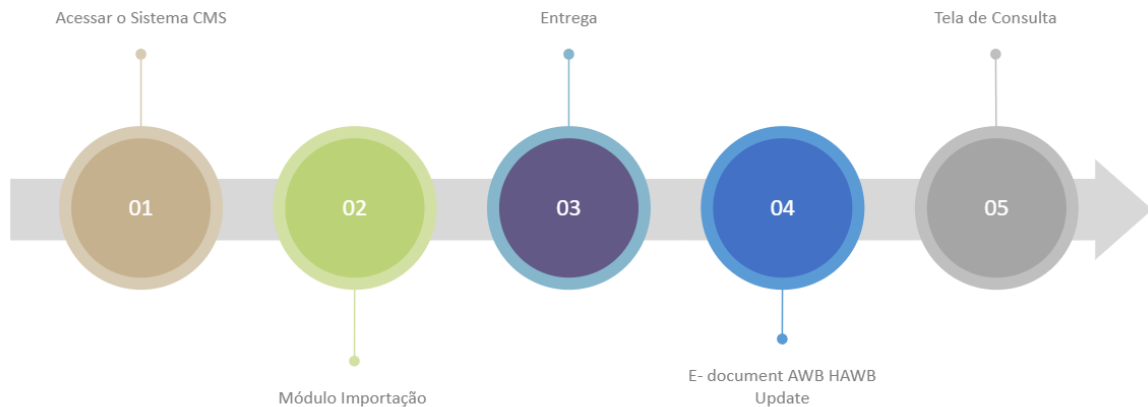 Acessar o Sistema CMS
Entrega
Tela de Consulta
01
02
03
04
05
Módulo Importação
E- document AWB HAWB
Update